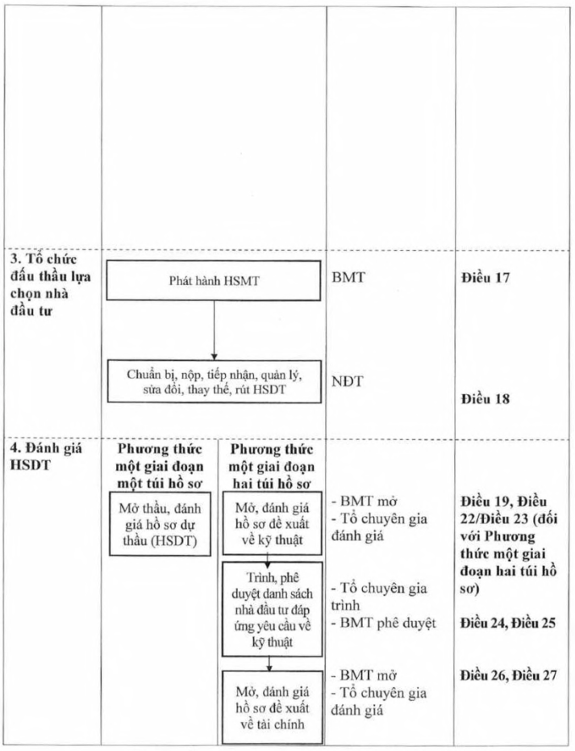 3. Tổ chức
đấu thầu lựa
chọn nhà
đầu tư
Phát hành HSMT
BMT
Điều 17
Chuẩn bị, nộp, tiếp nhận, quản lý,
sửa đổi, thay thế, rút HSDT
NĐT
Điều 18
4. Đánh giá
HSDT
Phương thức
một giai đoạn
một túi hồ sơ
Phương thức
một giai đoạn
hai túi hồ sơ
Mở thầu, đánh
giá hồ sơ dự
thầu (HSDT)
Mở, đánh giá
hồ sơ đề xuất
về kỹ thuật
- BMT mở
- Tổ chuyên gia
đánh giá
Điều 19, Điều
22/Điều 23 (đối
với Phương
thức một giai
đoạn hai túi hồ
sơ)
Trình, phê
duyệt danh sách
nhà đầu tư đáp
ứng yêu cầu về
kỹ thuật
- Tổ chuyên gia
trình
- BMT phê duyệt
Điều 24, Điều 25
Mở, đánh giá
hồ sơ đề xuất
về tài chính
- BMT mở
- Tổ chuyên gia
đánh giá
Điều 26, Điều 27